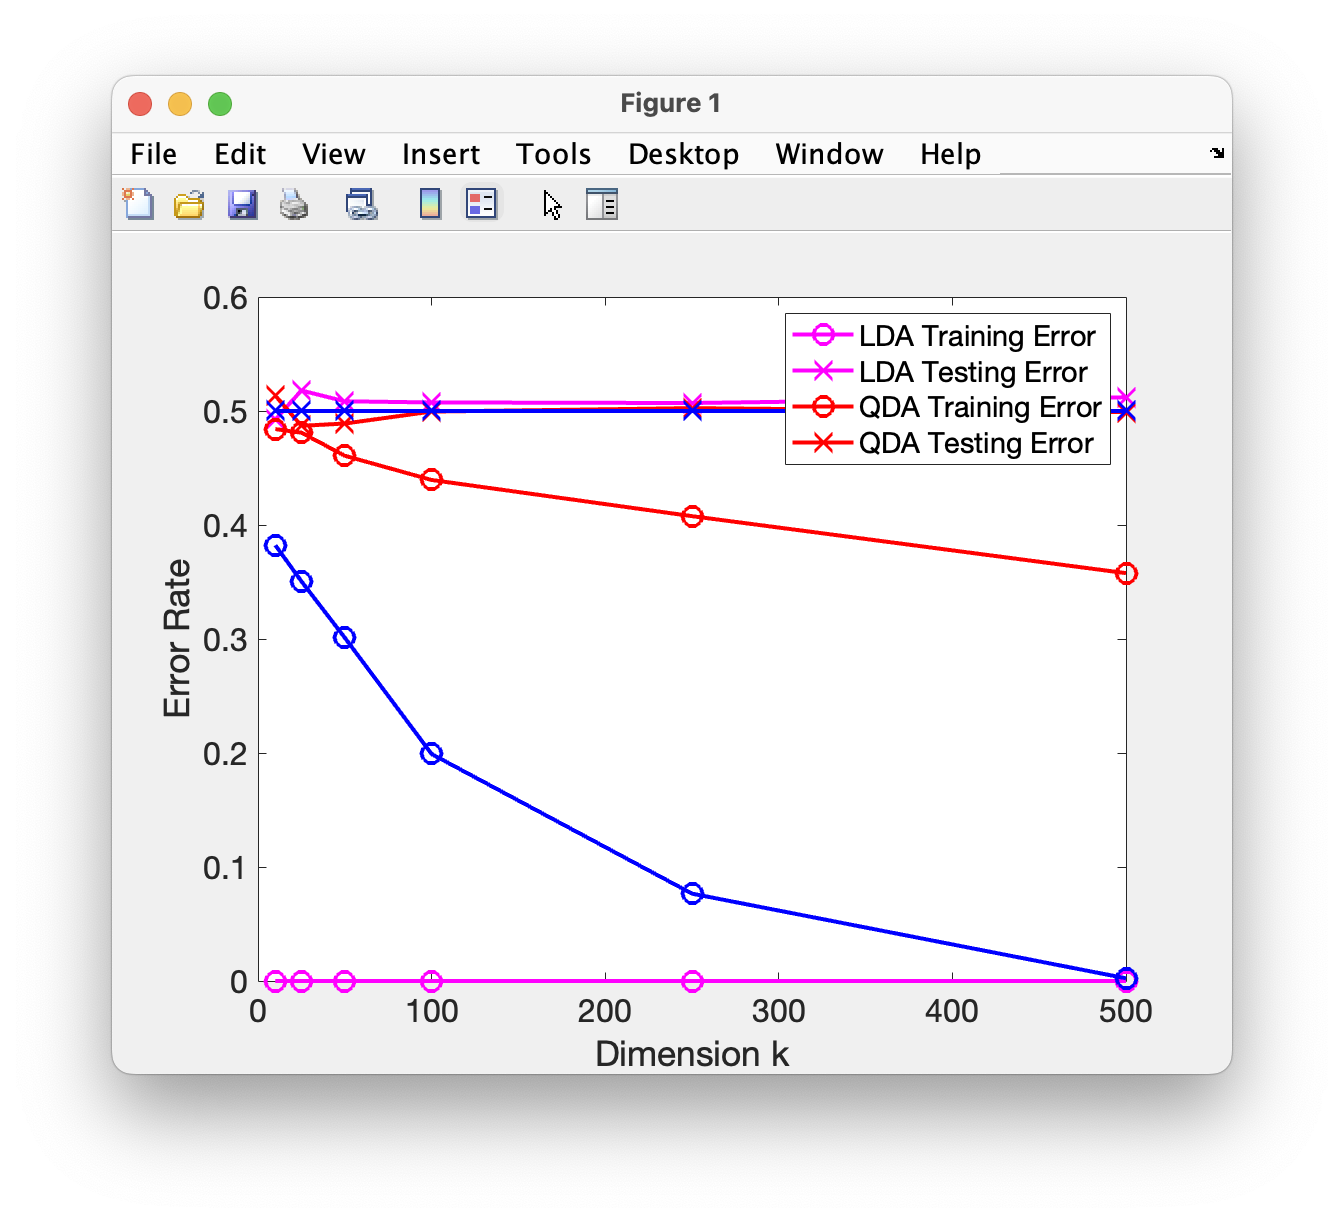 Figure 1
File Edit View Insert Tools Desktop Window Help
0.6
0.5
0.4
0.3
0.2
0.1
0
Error Rate
LDA Training Error
LDA Testing Error
QDA Training Error
QDA Testing Error
0 100 200 300 400 500
Dimension k